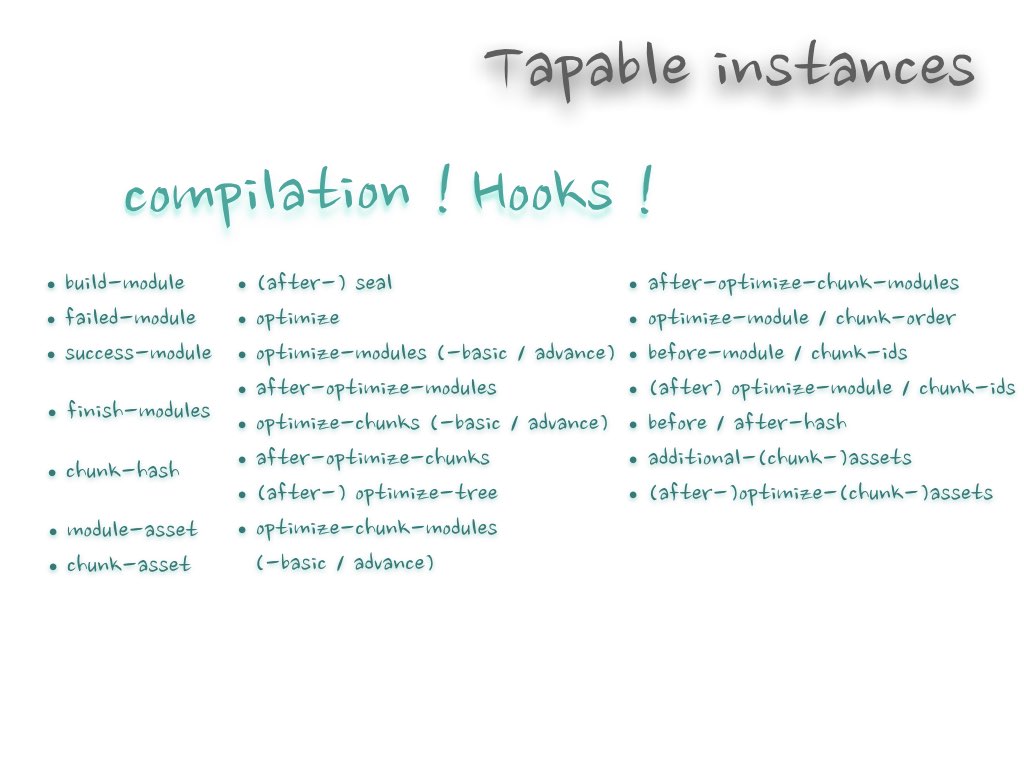 Tapable instances
compilation ! Hooks !
• build-module
• failed-module
• success-module
• finish-modules
• chunk-hash
• module-asset
• chunk-asset
• (after-) seal
• optimize
• optimize-modules (-basic / advance)
• after-optimize-modules
• optimize-chunks (-basic / advance)
• after-optimize-chunks
• (after-) optimize-tree
• optimize-chunk-modules
(-basic / advance)
• after-optimize-chunk-modules
• optimize-module / chunk-order
• before-module / chunk-ids
• (after) optimize-module / chunk-ids
• before / after-hash
• additional-(chunk-)assets
• (after-)optimize-(chunk-)assets